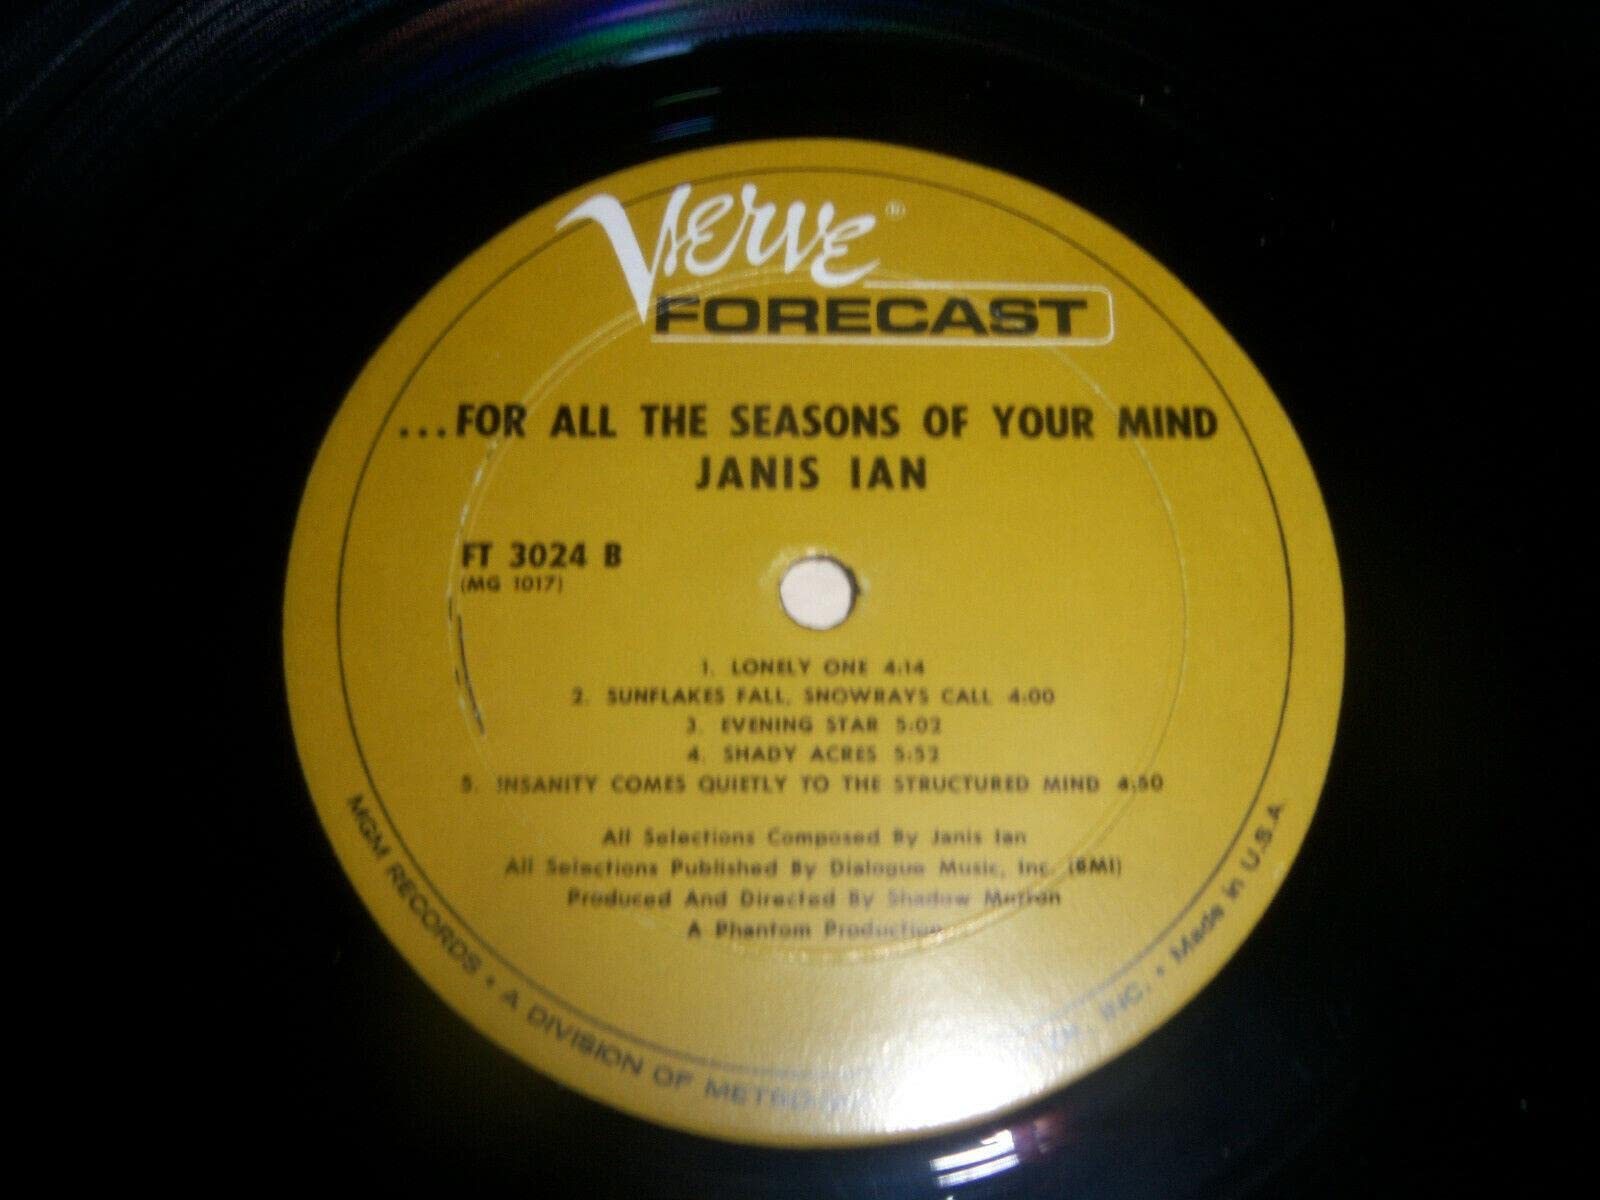 VERVE ®
FORECAST
...FOR ALL THE SEASONS OF YOUR MIND
JANIS IAN
FT 3024 B
(MG 1017)
1. LONELY ONE 4:14
2. SUNFLAKES FALL, SNOWRAYS CALL 4:00
3. EVENING STAR 5:02
4. SHADY ACRES 5:52
5. INSANITY COMES QUIETLY TO THE STRUCTURED MIND 4:50
All Selections Composed By Janis Ian
All Selections Published By Dialogue Music, Inc. (BMI)
Produced And Directed By Shadow Morton
A Phantom Production
MGM RECORDS • A DIVISION OF METRO- INC. • Made in U.S.A.